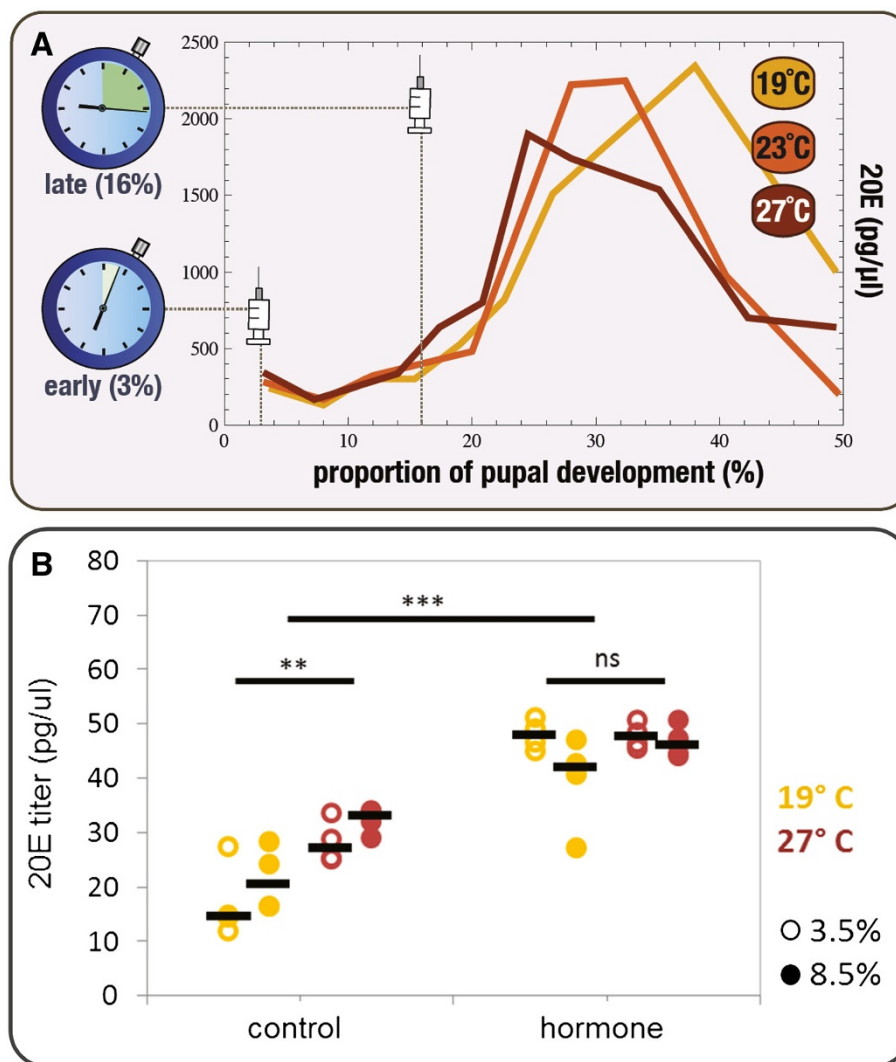 A
late (16%)
early (3%)
2500
2000
1500
1000
500
0
0 10 20 30 40 50
proportion of pupal development (%)
20E (pg/µl)
19°C
23°C
27°C
B
20E titer (pg/ul)
80
70
60
50
40
30
20
10
0
***
**
ns
control hormone
19° C
27° C
3.5%
8.5%